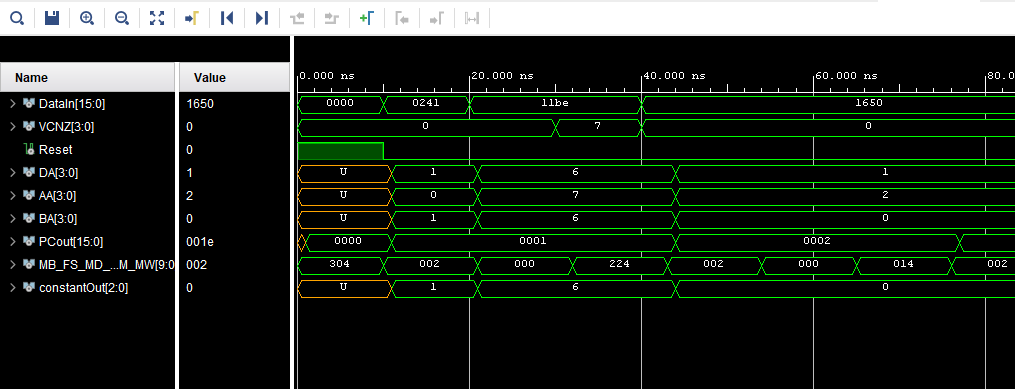 Name Value
0.000 ns 20.000 ns 40.000 ns 60.000 ns 80.0
DataIn[15:0] 1650 0000 0241 11be 1650
VCNZ[3:0] 0 0 7 0
Reset 0
DA[3:0] 1 U 1 6 1
AA[3:0] 2 U 0 7 2
BA[3:0] 0 U 1 6 0
PCout[15:0] 001e 0000 0001 0002
MB_FS_MD_...M_MW[9:0 002 304 002 000 224 002 000 014 002
constantOut[2:0] 0 U 1 6 0